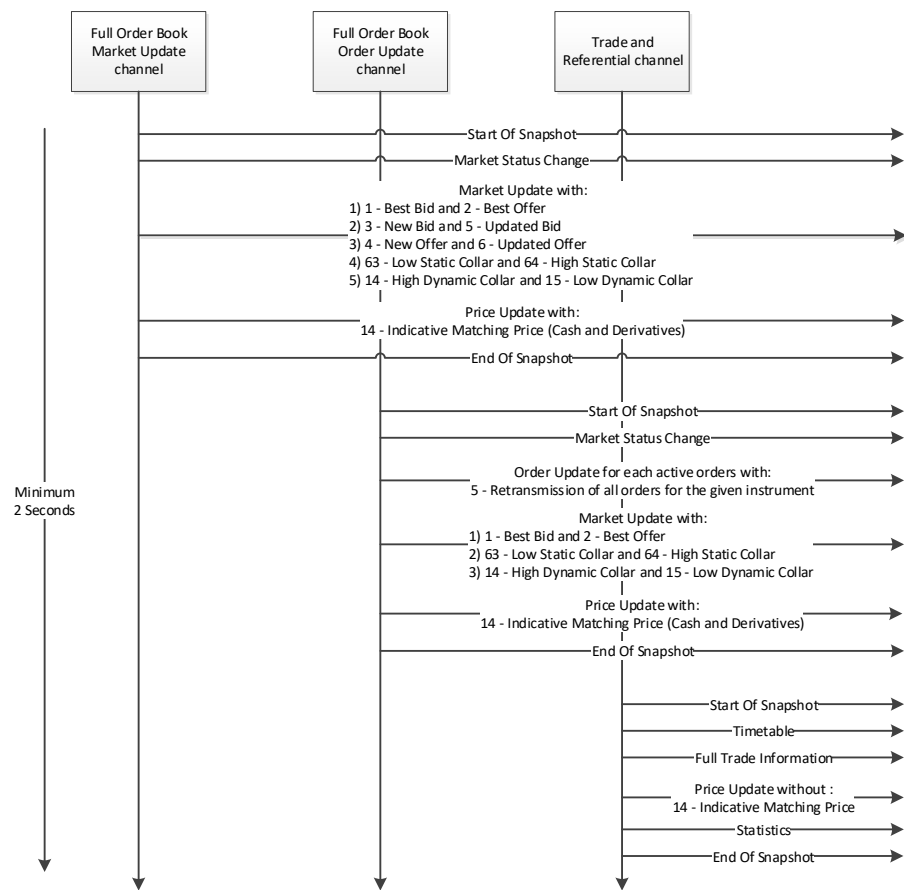 Full Order Book
Market Update
channel
Full Order Book
Order Update
channel
Trade and
Referential channel
Minimum
2 Seconds
Start Of Snapshot
Market Status Change
Market Update with:
1) 1 - Best Bid and 2 - Best Offer
2) 3 - New Bid and 5 - Updated Bid
3) 4 - New Offer and 6 - Updated Offer
4) 63 - Low Static Collar and 64 - High Static Collar
5) 14 - High Dynamic Collar and 15 - Low Dynamic Collar
Price Update with:
14 - Indicative Matching Price (Cash and Derivatives)
End Of Snapshot
Start Of Snapshot
Market Status Change
Order Update for each active orders with:
5 - Retransmission of all orders for the given instrument
Market Update with:
1) 1 - Best Bid and 2 - Best Offer
2) 63 - Low Static Collar and 64 - High Static Collar
3) 14 - High Dynamic Collar and 15 - Low Dynamic Collar
Price Update with:
14 - Indicative Matching Price (Cash and Derivatives)
End Of Snapshot
Start Of Snapshot
Timetable
Full Trade Information
Price Update without :
14 - Indicative Matching Price
Statistics
End Of Snapshot